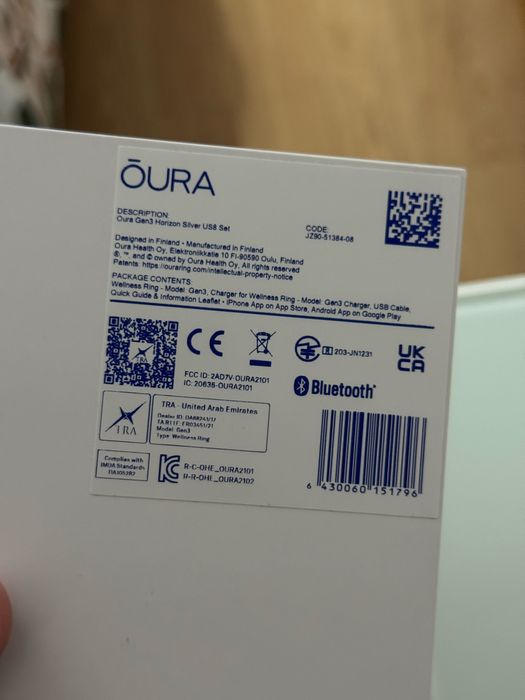 ŌURA
DESCRIPTION:
Oura Gen3 Horizon Silver US8 Set
CODE:
JZ90-51384-08
Designed in Finland • Manufactured in Finland
Oura Health Oy, Elektroniikkatie 10 FI-90590 Oulu, Finland
®, ™, and © owned by Oura Health Oy, All rights reserved
Patents: https://ouraring.com/intellectual-property-notice
PACKAGE CONTENTS:
Wellness Ring - Model: Gen3, Charger for Wellness Ring - Model: Gen3 Charger, USB Cable,
Quick Guide & Information Leaflet • iPhone App on App Store, Android App on Google Play
CE
R 203-JN1231
UK
CA
FCC ID: 2AD7V-OURA2101
IC: 20635-OURA2101
Bluetooth®
TRA
TRA - United Arab Emirates
Model: Gen3
Type: Wellness Ring
Complies with
IMDA Standards
R-C-OHE_OURA2101
R-R-OHE_OURA2102
6 430060 151796